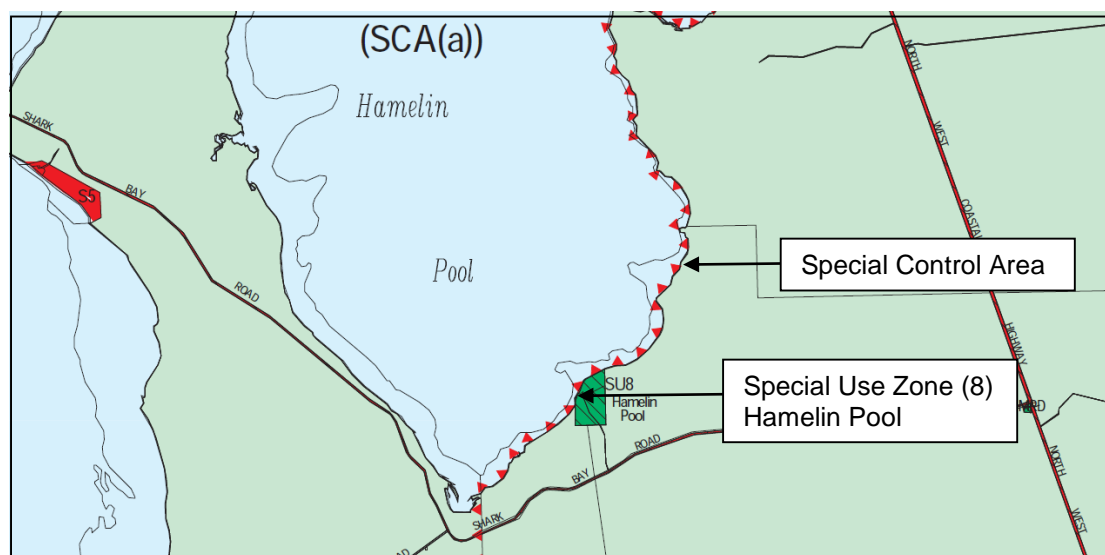 (SCA(a))
Hamelin
Pool
SHARK
BAY
ROAD
S5
NORTH
WEST
COASTAL
HIGHWAY
Special Control Area
SU8
Hamelin
Pool
Special Use Zone (8)
Hamelin Pool
ROAD
BAY
SHARK
NORTH
WEST